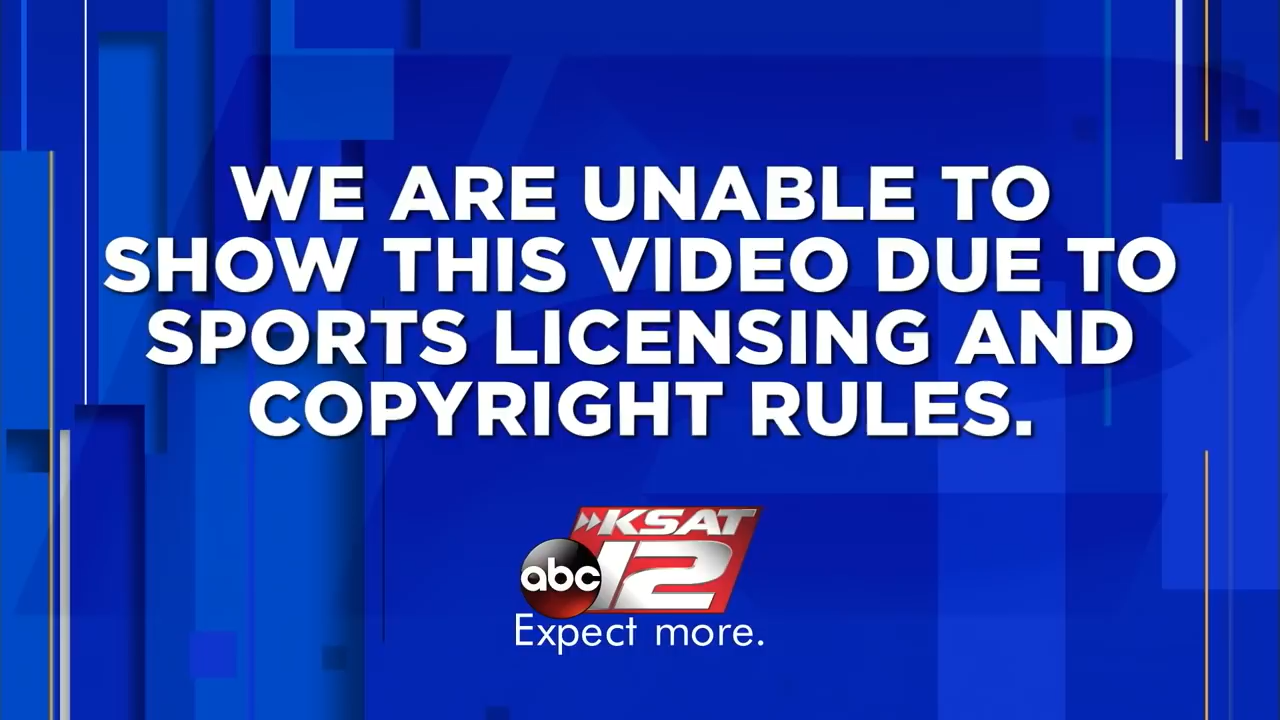 WE ARE UNABLE TO
SHOW THIS VIDEO DUE TO
SPORTS LICENSING AND
COPYRIGHT RULES.
KSAT
abc 12
Expect more.